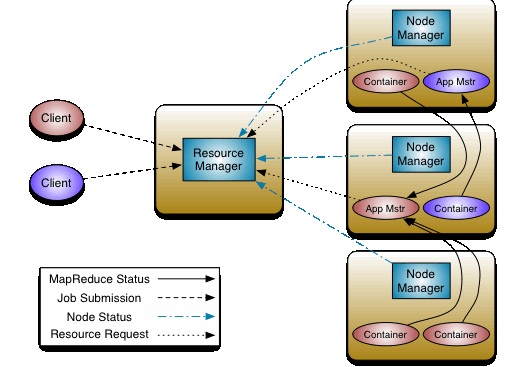 Node
Manager
Container
App Mstr
Client
Client
Resource
Manager
Node
Manager
App Mstr
Container
Node
Manager
Container
Container
MapReduce Status
Job Submission
Node Status
Resource Request